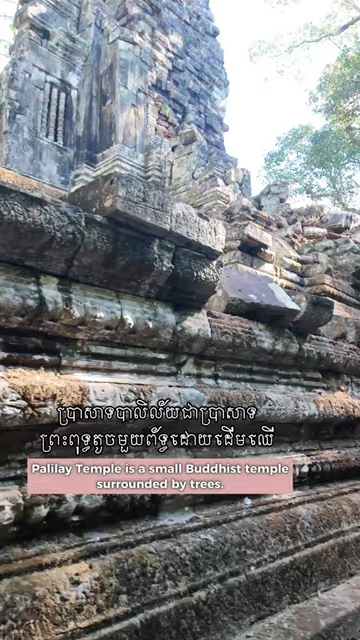 ប្រាសាទបាលិល័យជាប្រាសាទ
ព្រះពុទ្ធតូចមួយព័ទ្ធដោយដើមឈើ
Palilay Temple is a small Buddhist temple
surrounded by trees.